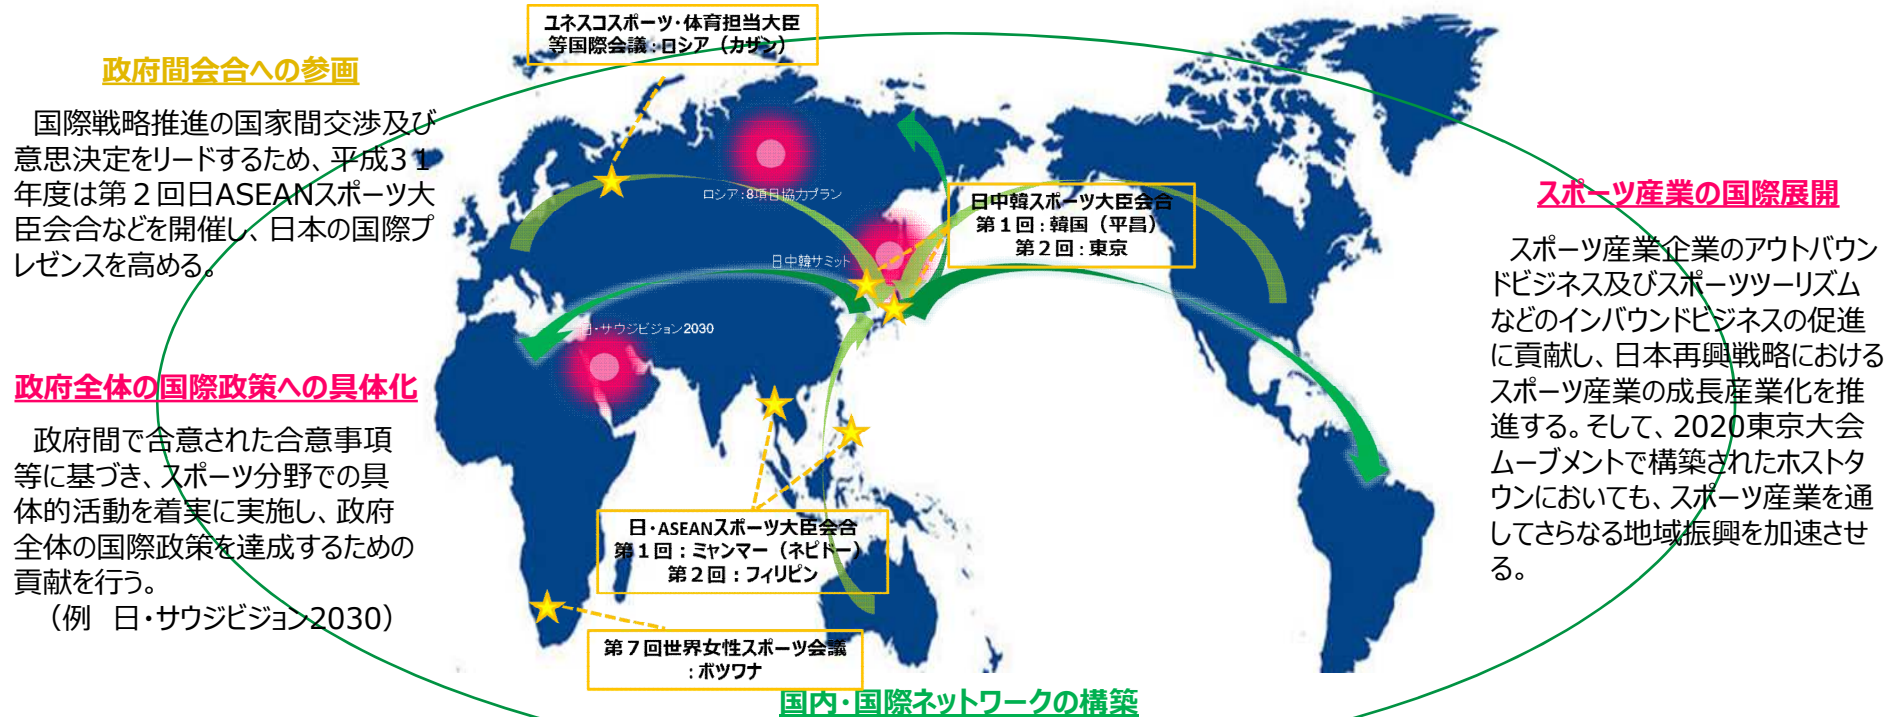 ユネスコスポーツ・体育担当大臣
等国際会議：ロシア（カザン）
政府間会合への参画
国際戦略推進の国家間交渉及び
意思決定をリードするため、平成３１
年度は第２回日ASEANスポーツ大
臣会合などを開催し、日本の国際プ
レゼンスを高める。
政府全体の国際政策への具体化
政府間で合意された合意事項
等に基づき、スポーツ分野での具
体的活動を着実に実施し、政府
全体の国際政策を達成するための
貢献を行う。
（例　日・サウジビジョン2030）
ロシア：8項目協力プラン
日中韓サミット
日・サウジビジョン2030
日中韓スポーツ大臣会合
第１回：韓国（平昌）
第２回：東京
日・ASEANスポーツ大臣会合
第１回：ミャンマー（ネピドー）
第２回：フィリピン
第７回世界女性スポーツ会議
：ボツワナ
スポーツ産業の国際展開
スポーツ産業企業のアウトバウン
ドビジネス及びスポーツツーリズム
などのインバウンドビジネスの促進
に貢献し、日本再興戦略における
スポーツ産業の成長産業化を推
進する。そして、2020東京大会
ムーブメントで構築されたホストタ
ウンにおいても、スポーツ産業を通
してさらなる地域振興を加速させ
る。
国内・国際ネットワークの構築